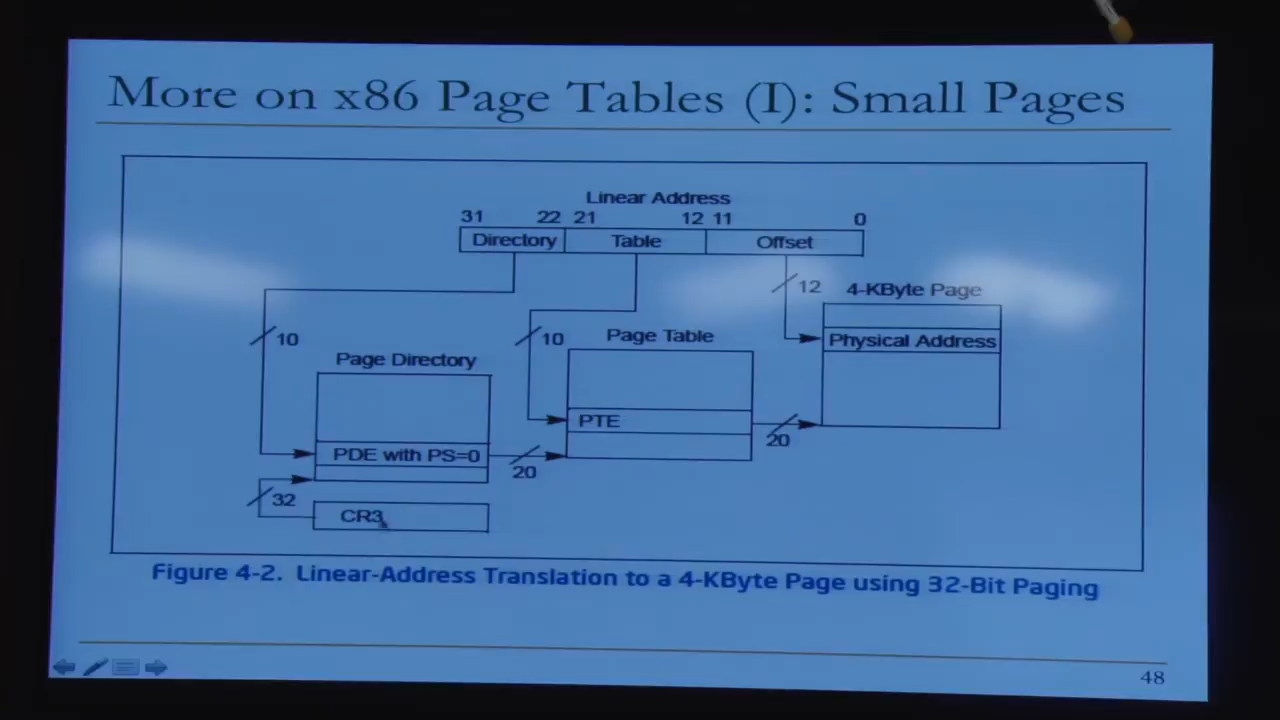 More on x86 Page Tables (I): Small Pages
Linear Address
31 22 21 12 11 0
Directory Table Offset
12 4-KByte Page
10 10 Page Table Physical Address
Page Directory
PTE
20
PDE with PS=0
20
32
CR3
Figure 4-2. Linear-Address Translation to a 4-KByte Page using 32-Bit Paging
48